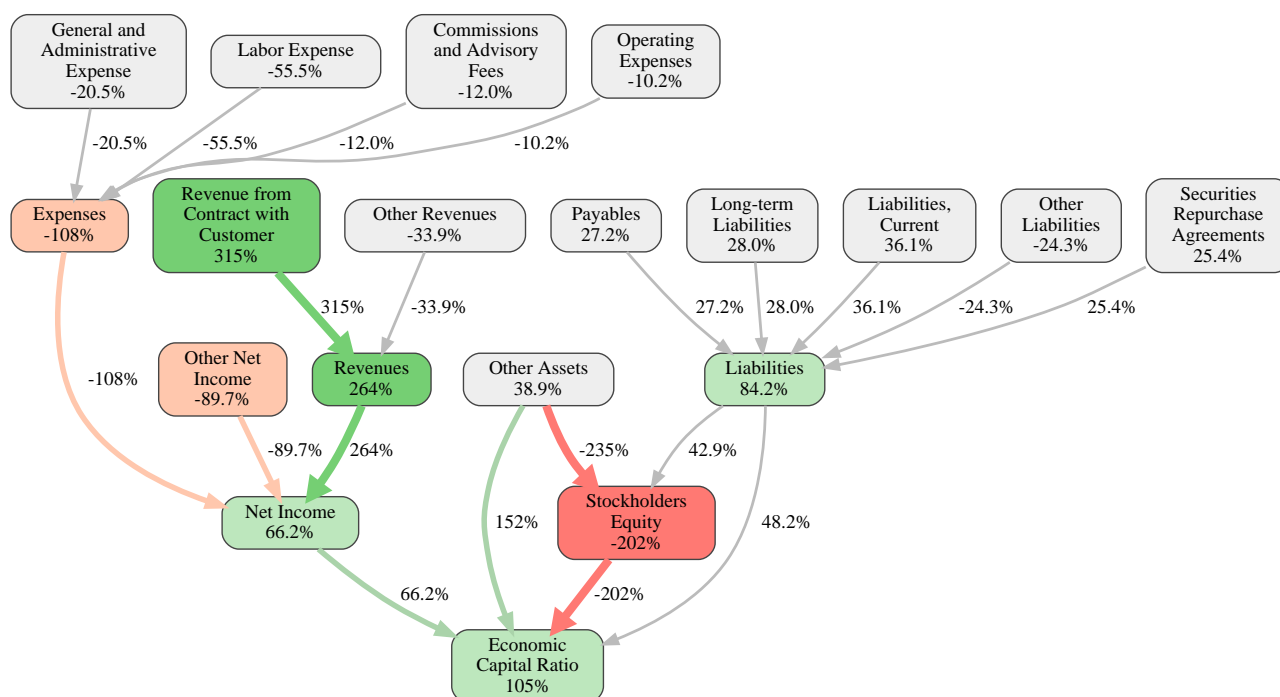 General and
Administrative
Expense
-20.5%
Labor Expense
-55.5%
Commissions
and Advisory
Fees
-12.0%
Operating
Expenses
-10.2%
-20.5%
-55.5%
-12.0%
-10.2%
Expenses
-108%
Revenue from
Contract with
Customer
315%
Other Revenues
-33.9%
Payables
27.2%
Long-term
Liabilities
28.0%
Liabilities,
Current
36.1%
Other
Liabilities
-24.3%
Securities
Repurchase
Agreements
25.4%
315%
-33.9%
27.2%
28.0%
36.1%
-24.3%
25.4%
-108%
Other Net
Income
-89.7%
Revenues
264%
Other Assets
38.9%
Liabilities
84.2%
-89.7%
264%
-235%
42.9%
Net Income
66.2%
152%
Stockholders
Equity
-202%
48.2%
66.2%
-202%
Economic
Capital Ratio
105%